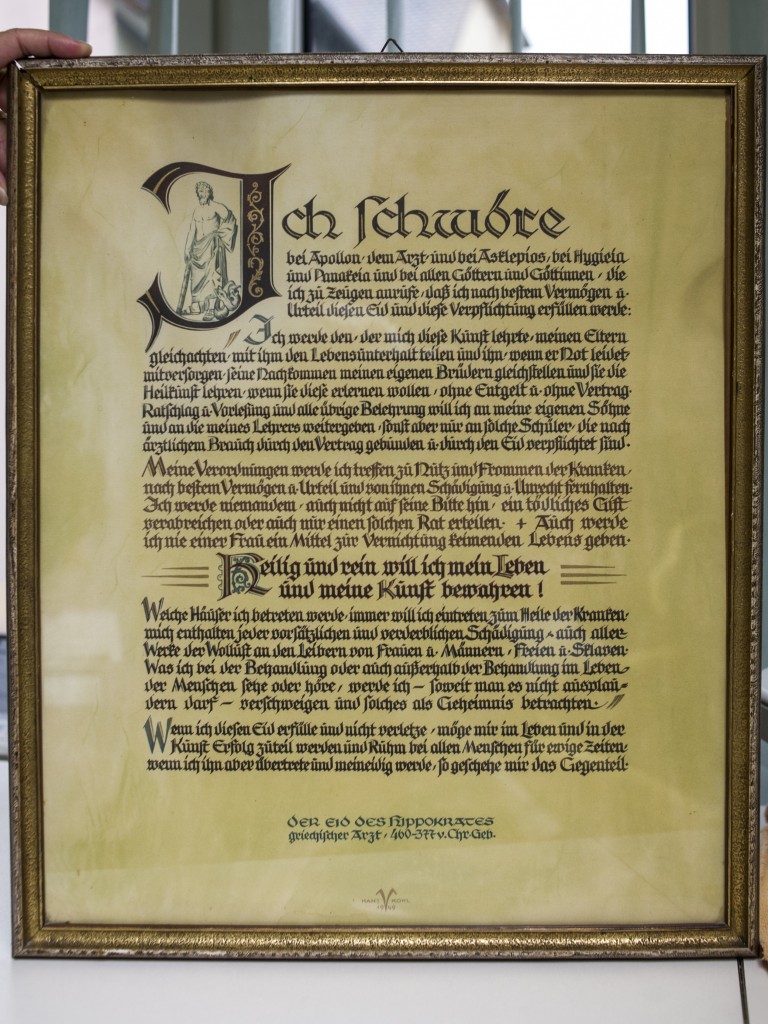 Ich schwöre
bei Apollon, dem Arzt und bei Asklepios, bei Hygieia
und Panakeia und bei allen Göttern und Göttinnen, die
ich zu Zeugen anrufe, daß ich nach bestem Vermögen u.
Urteil diesen Eid und diese Verpflichtung erfüllen werde:
Ich werde den, der mich diese Kunst lehrte, meinen Eltern
gleichachten, mit ihm den Lebensunterhalt teilen und ihn, wenn er Not leidet
mitversorgen, seine Nachkommen meinen eigenen Brüdern gleichstellen und sie die
Heilkunst lehren, wenn sie diese erlernen wollen, ohne Entgelt u. ohne Vertrag.
Ratschlag u. Vorlesung und alle übrige Belehrung will ich an meine eigenen Söhne
und an die meines Lehrers weitergeben, sonst aber nur an solche Schüler, die nach
ärztlichem Brauch durch den Vertrag gebunden u. durch den Eid verpflichtet sind.
Meine Verordnungen werde ich treffen zu Nutz und Frommen der Kranken,
nach bestem Vermögen u. Urteil und von ihnen Schädigung u. Unrecht fernhalten.
Ich werde niemandem, auch nicht auf seine Bitte hin, ein tödliches Gift
verabreichen oder auch nur einen solchen Rat erteilen. + Auch werde
ich nie einer Frau ein Mittel zur Vernichtung keimenden Lebens geben.
Heilig und rein will ich mein Leben
und meine Kunst bewahren!
Welche Häuser ich betreten werde, immer will ich eintreten zum Heile der Kranken,
mich enthalten jeder vorsätzlichen und verderblichen Schädigung, auch aller
Werke der Wollust an den Leibern von Frauen u. Männern, Freien u. Sklaven.
Was ich bei der Behandlung oder auch außerhalb der Behandlung im Leben
der Menschen sehe oder höre, werde ich – soweit man es nicht ausplau-
dern darf – verschweigen und solches als Geheimnis betrachten.
Wenn ich diesen Eid erfülle und nicht verletze, möge mir im Leben und in der
Kunst Erfolg zuteil werden und Ruhm bei allen Menschen für ewige Zeiten,
wenn ich ihn aber übertrete und meineidig werde, so geschehe mir das Gegenteil.
DER EID DES HIPPOKRATES
griechischer Arzt, 460-377 v. Chr. Geb.